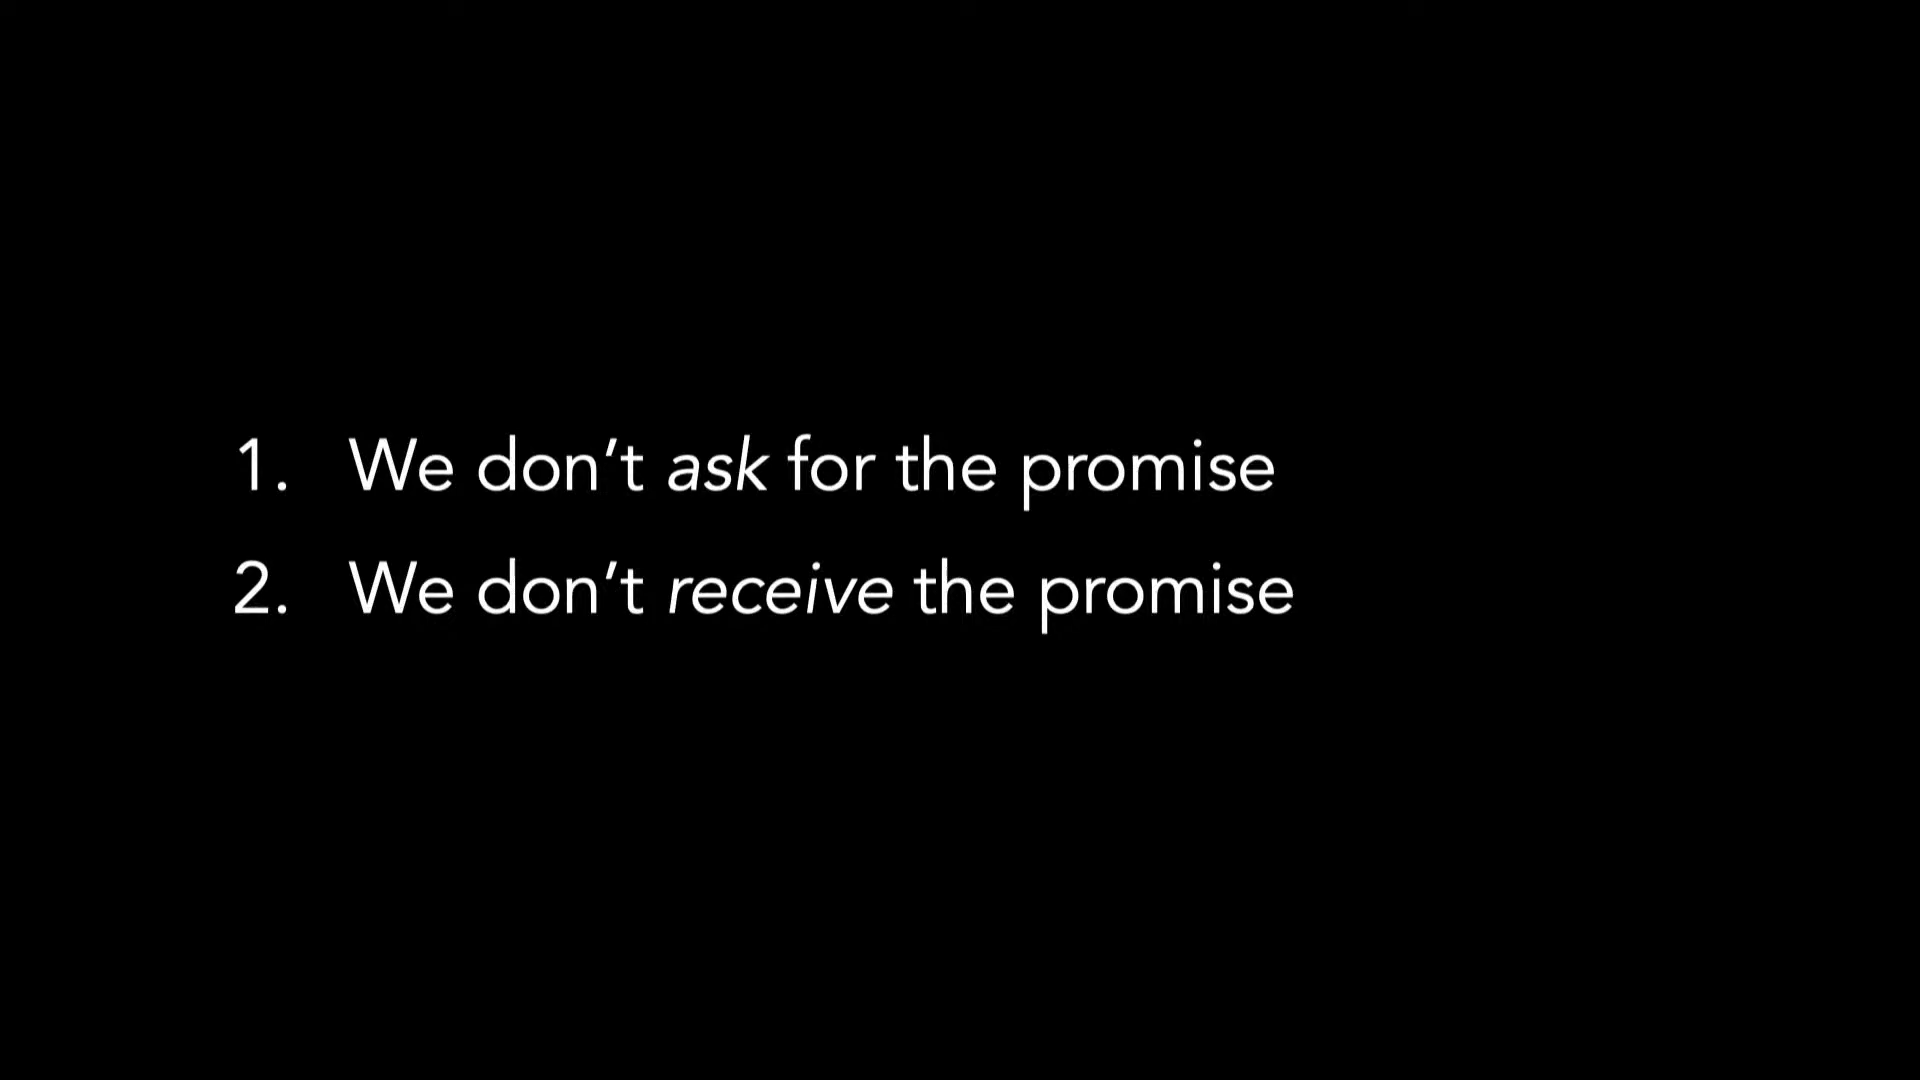 1. We don’t ask for the promise
2. We don’t receive the promise